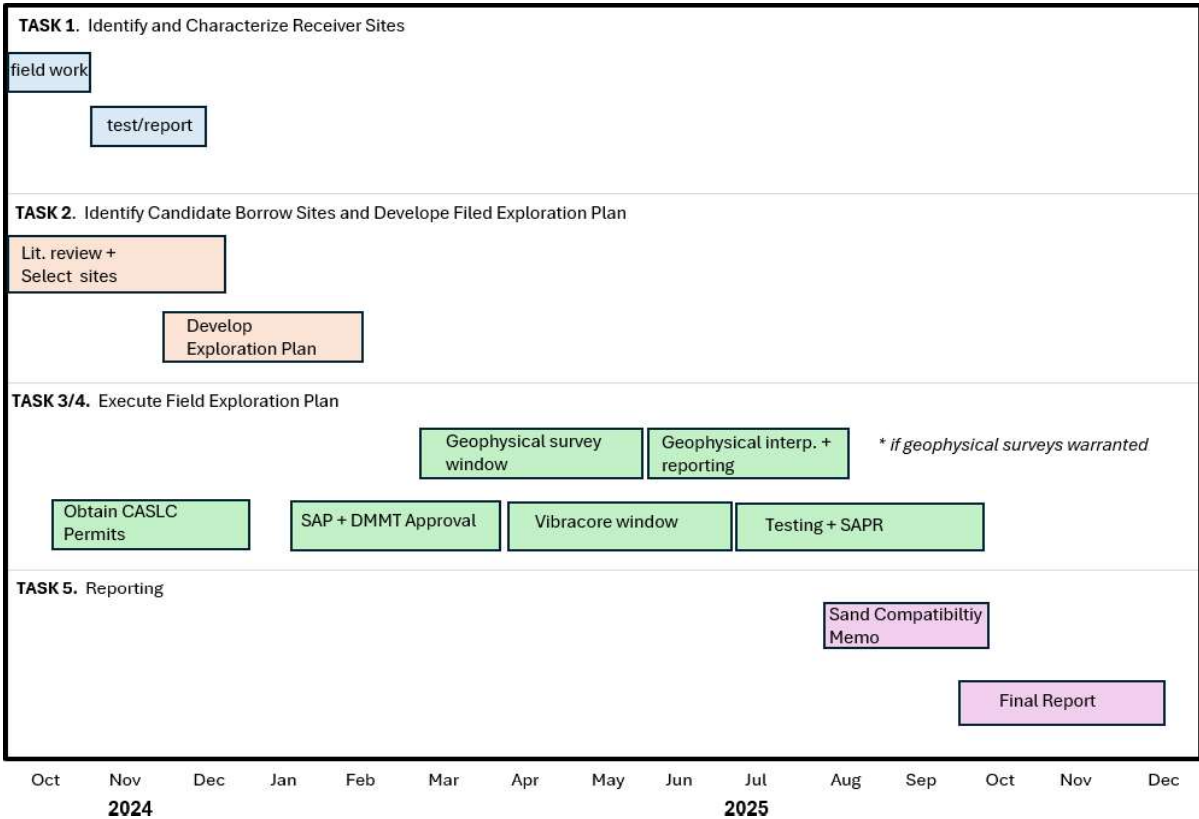 TASK 1. Identify and Characterize Receiver Sites
field work
test/report
TASK 2. Identify Candidate Borrow Sites and Develope Filed Exploration Plan
Lit. review +
Select sites
Develop
Exploration Plan
TASK 3/4. Execute Field Exploration Plan
Geophysical survey
window
Geophysical interp. +
reporting
* if geophysical surveys warranted
Obtain CASLC
Permits
SAP + DMMT Approval
Vibracore window
Testing + SAPR
TASK 5. Reporting
Sand Compatibiltiy
Memo
Final Report
Oct Nov Dec Jan Feb Mar Apr May Jun Jul Aug Sep Oct Nov Dec
2024 2025